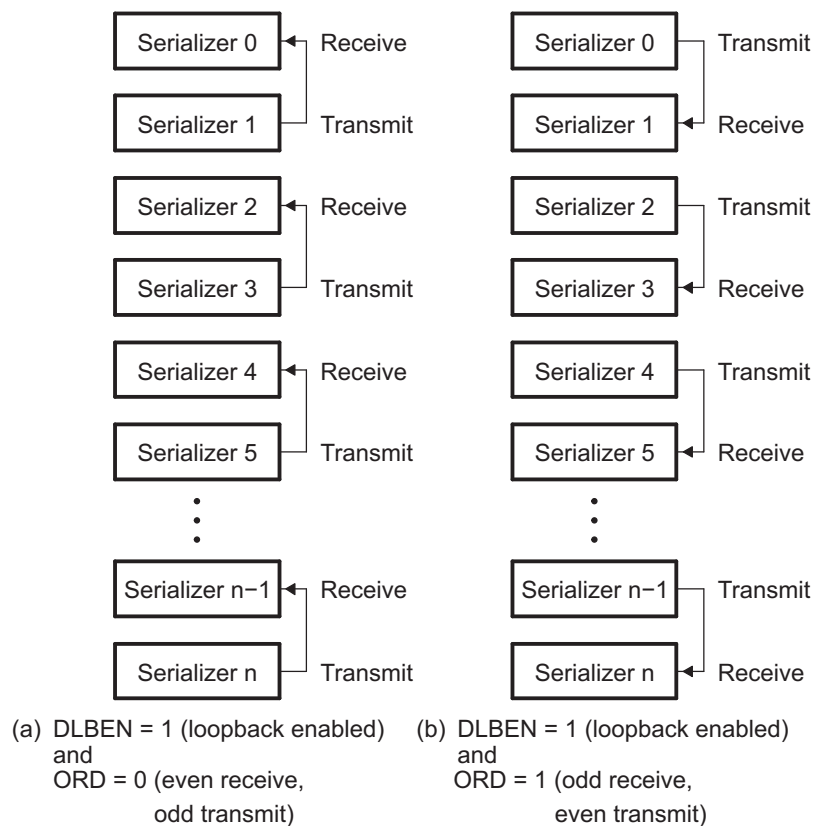 Serializer 0 Receive
Serializer 1 Transmit
Serializer 2 Receive
Serializer 3 Transmit
Serializer 4 Receive
Serializer 5 Transmit
Serializer n−1 Receive
Serializer n Transmit
(a) DLBEN = 1 (loopback enabled)
and
ORD = 0 (even receive,
odd transmit)
Serializer 0 Transmit
Serializer 1 Receive
Serializer 2 Transmit
Serializer 3 Receive
Serializer 4 Transmit
Serializer 5 Receive
Serializer n−1 Transmit
Serializer n Receive
(b) DLBEN = 1 (loopback enabled)
and
ORD = 1 (odd receive,
even transmit)